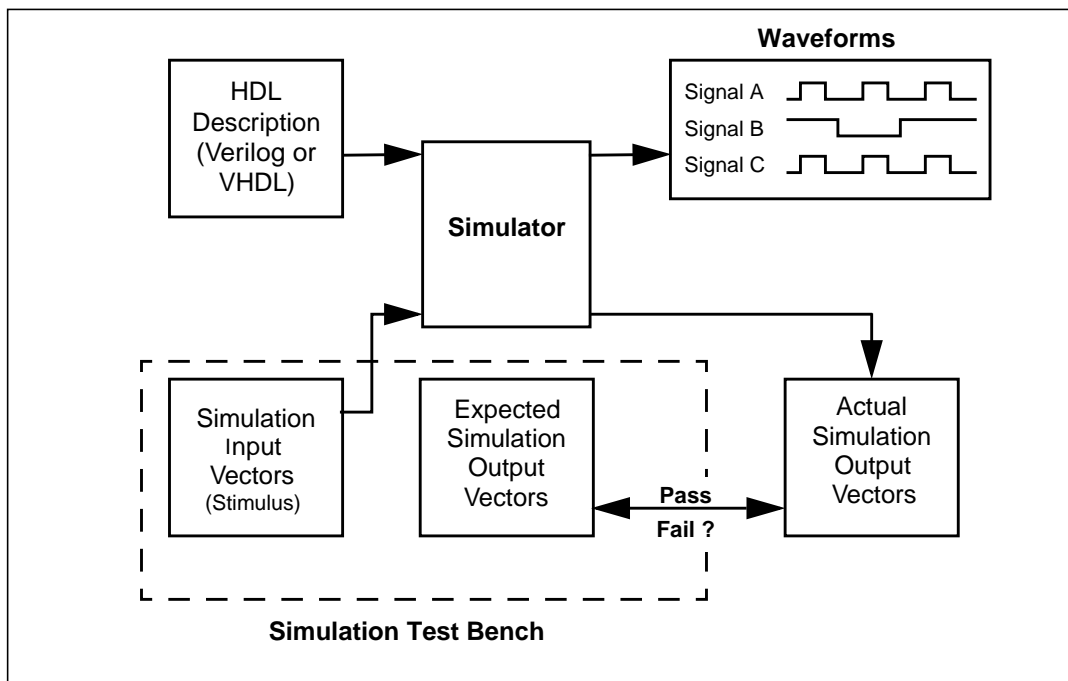 HDL
Description
(Verilog or
VHDL)
Simulator
Waveforms
Signal A
Signal B
Signal C
Simulation
Input
Vectors
(Stimulus)
Expected
Simulation
Output
Vectors
Pass
Fail ?
Actual
Simulation
Output
Vectors
Simulation Test Bench